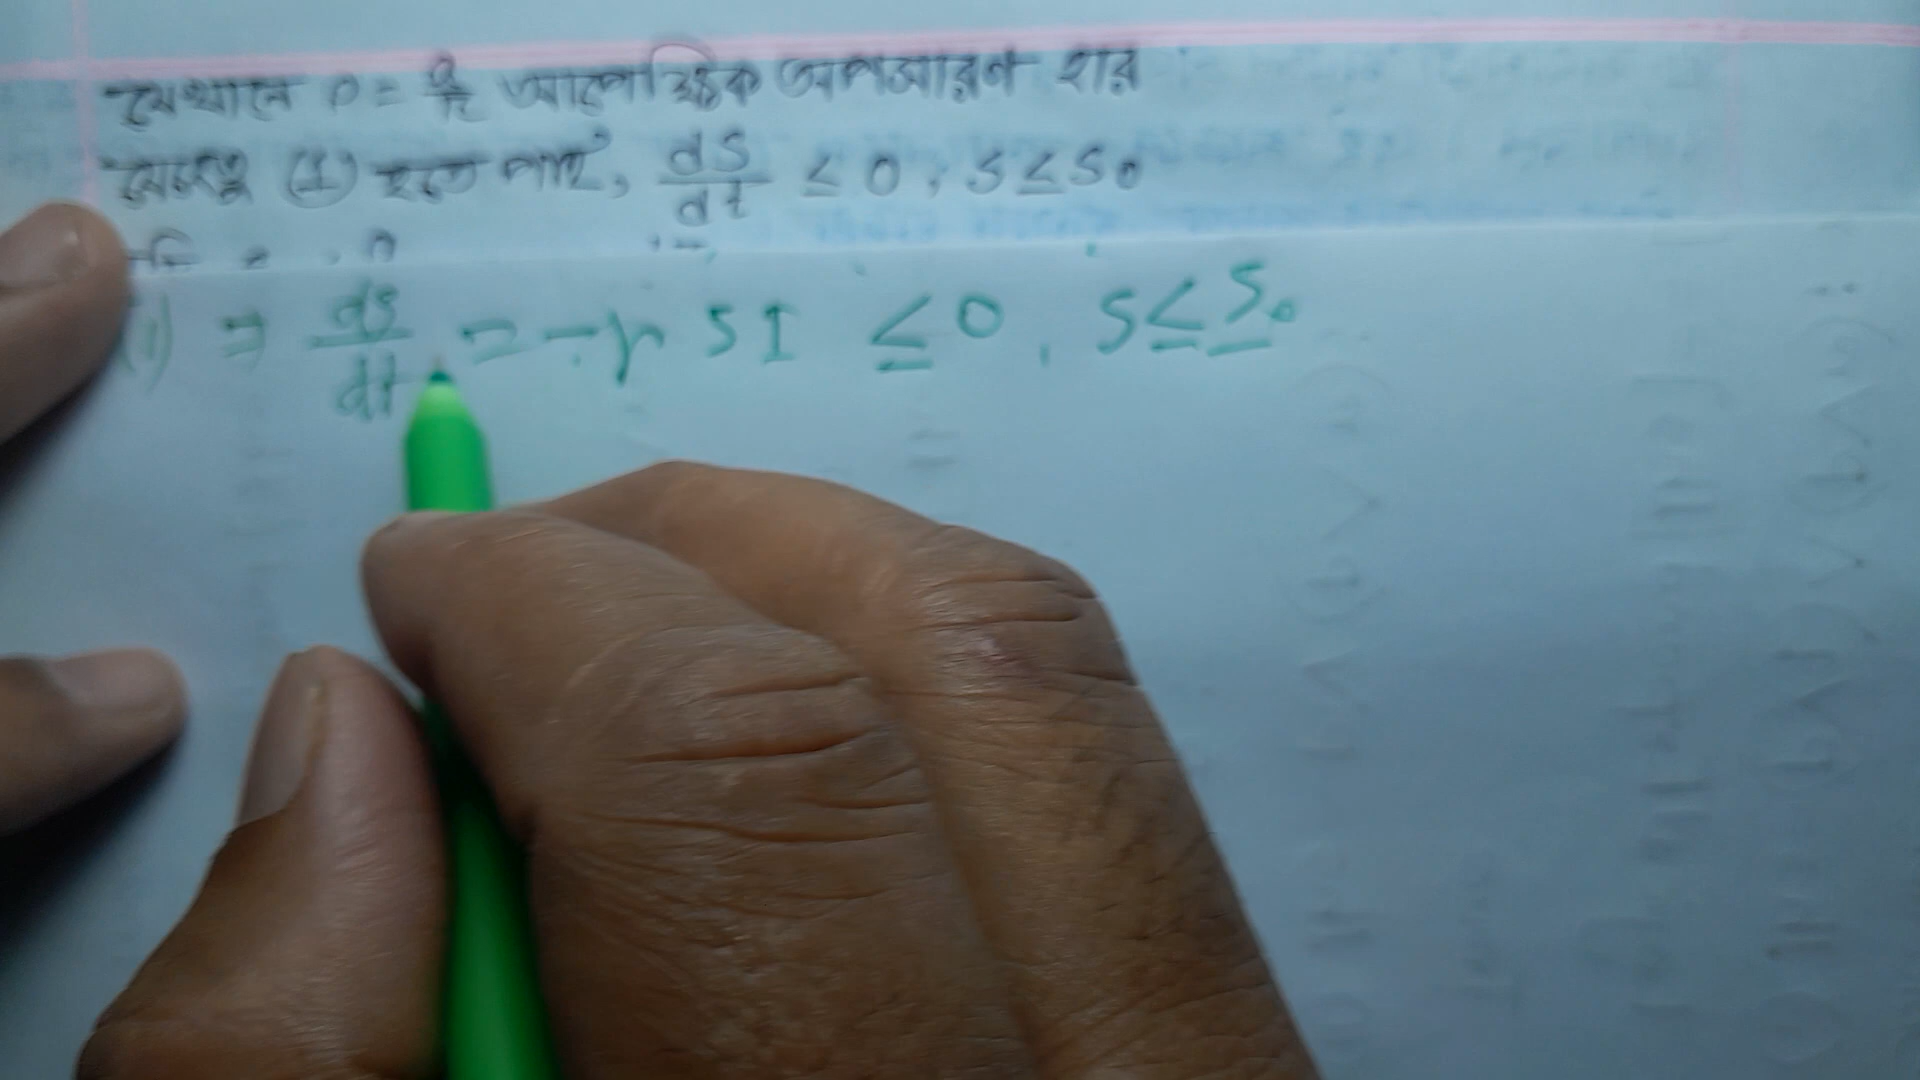 যেখানে ρ = a/r আপেক্ষিক অপসারণ হার
যেহেতু (1) হতে পাই, dS/dt ≤ 0, S ≤ S₀
(1) ⇒ dS/dt = -r SI ≤ 0, S ≤ S₀